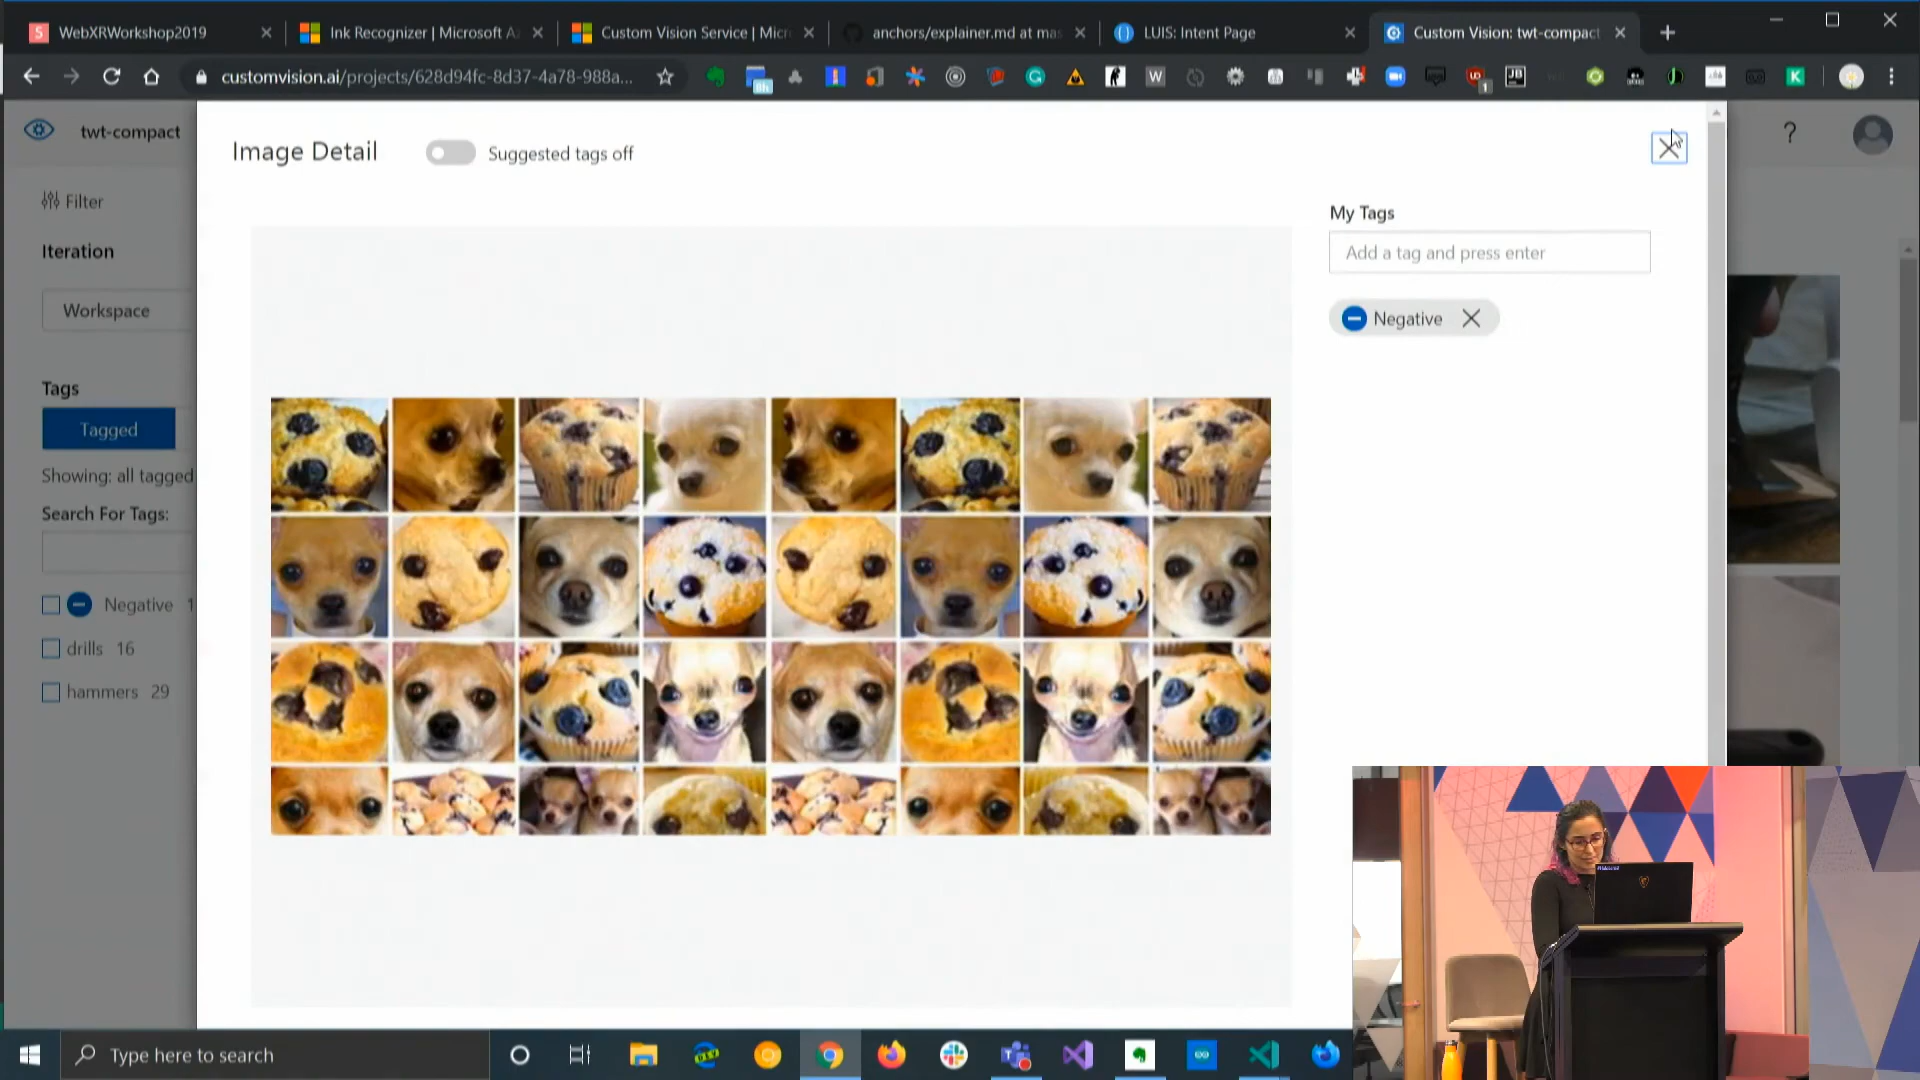 WebXRWorkshop2019
Ink Recognizer | Microsoft A
Custom Vision Service | Micr
anchors/explainer.md at mas
LUIS: Intent Page
Custom Vision: twt-compact
customvision.ai/projects/628d94fc-8d37-4a78-988a...
twt-compact
Image Detail
Suggested tags off
?
Filter
Iteration
Workspace
Tags
Tagged
Showing: all tagged
Search For Tags:
Negative 1
drills 16
hammers 29
My Tags
Add a tag and press enter
Negative
Type here to search